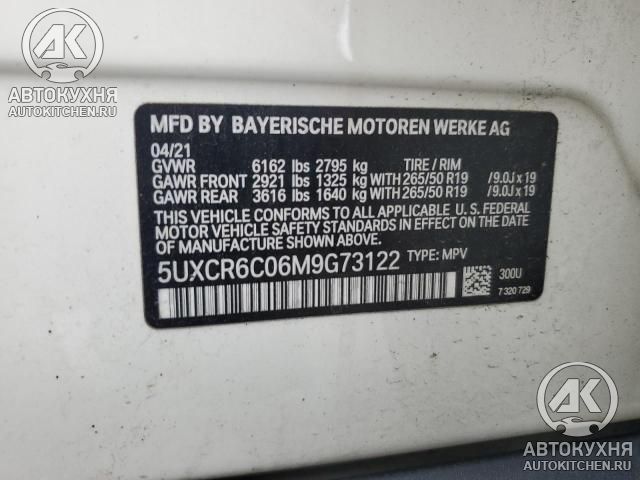 AK
АВТОКУХНЯ
AUTOKITCHEN.RU
MFD BY BAYERISCHE MOTOREN WERKE AG
04/21
GVWR 6162 lbs 2795 kg TIRE / RIM
GAWR FRONT 2921 lbs 1325 kg WITH 265/50 R19 /9.0J x 19
GAWR REAR 3616 lbs 1640 kg WITH 265/50 R19 /9.0J x 19
THIS VEHICLE CONFORMS TO ALL APPLICABLE U. S. FEDERAL
MOTOR VEHICLE SAFETY STANDARDS IN EFFECT ON THE DATE
OF MANUFACTURE SHOWN ABOVE.
5UXCR6C06M9G73122 TYPE: MPV
300U
7 320 729
AK
АВТОКУХНЯ
AUTOKITCHEN.RU